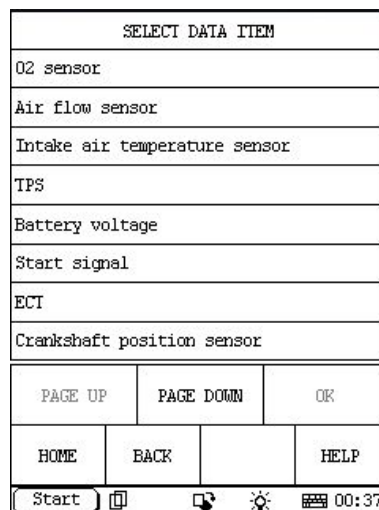 SELECT DATA ITEM
O2 sensor
Air flow sensor
Intake air temperature sensor
TPS
Battery voltage
Start signal
ECT
Crankshaft position sensor
PAGE UP PAGE DOWN OK
HOME BACK HELP
Start 00:37